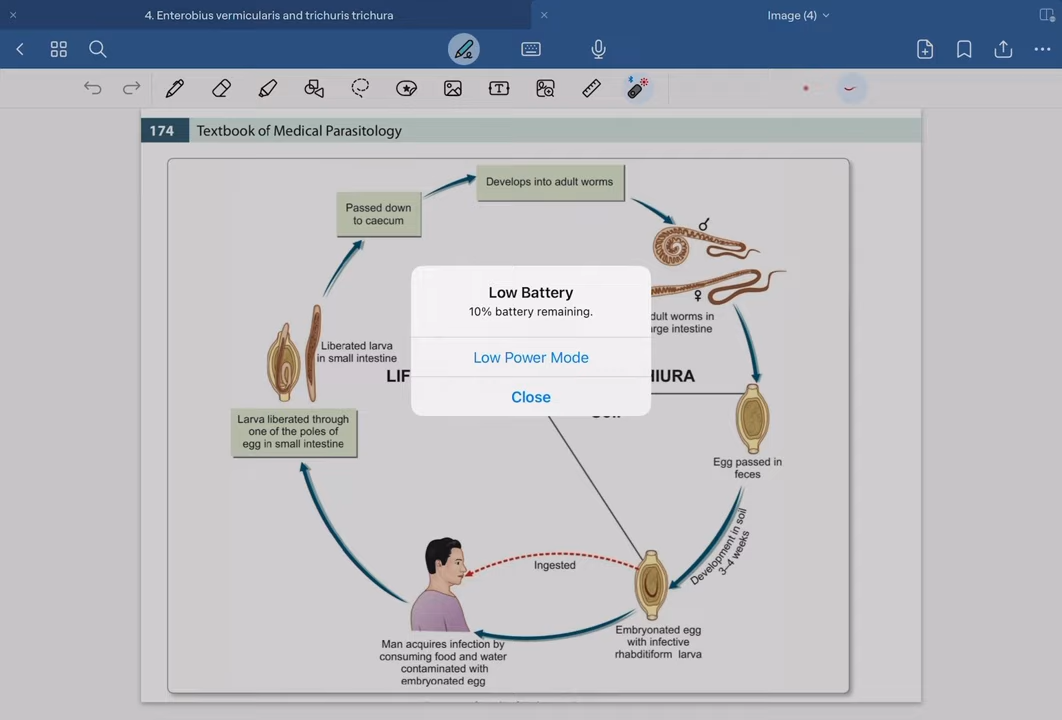 4. Enterobius vermicularis and trichuris trichura
Image (4)
174 Textbook of Medical Parasitology
Develops into adult worms
Passed down
to caecum
Low Battery
10% battery remaining.
Low Power Mode
Close
dult worms in
arge intestine
Liberated larva
in small intestine
LIF
HIURA
Larva liberated through
one of the poles of
egg in small intestine
Egg passed in
feces
Development in soil
3–4 weeks
Ingested
Embryonated egg
with infective
rhabditiform larva
Man acquires infection by
consuming food and water
contaminated with
embryonated egg